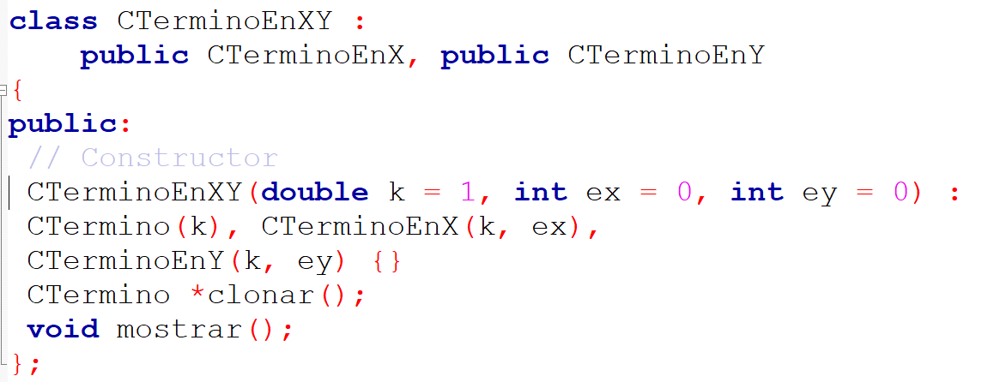 class CTerminoEnXY :
    public CTerminoEnX, public CTerminoEnY
{
public:
 // Constructor
 CTerminoEnXY(double k = 1, int ex = 0, int ey = 0) :
 CTermino(k), CTerminoEnX(k, ex),
 CTerminoEnY(k, ey) {}
 CTermino *clonar();
 void mostrar();
};